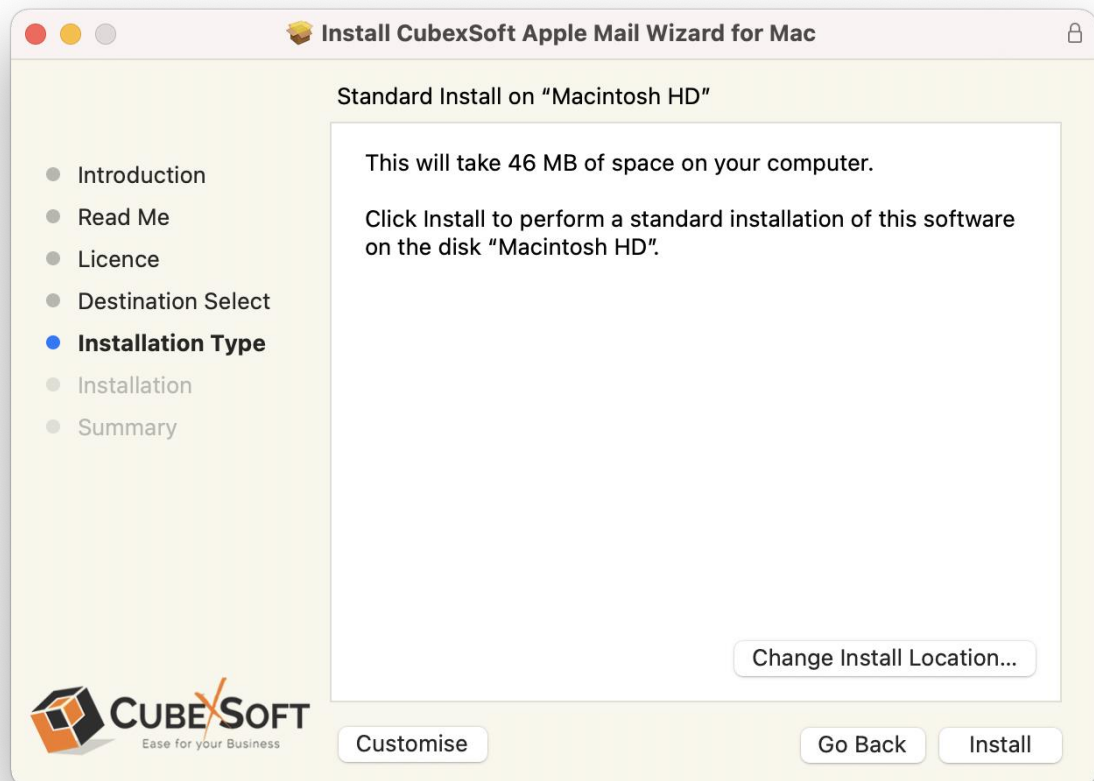 Install CubexSoft Apple Mail Wizard for Mac
Standard Install on “Macintosh HD”
Introduction
Read Me
Licence
Destination Select
Installation Type
Installation
Summary
This will take 46 MB of space on your computer.
Click Install to perform a standard installation of this software
on the disk “Macintosh HD”.
Change Install Location...
CUBEXSOFT
Ease for your Business
Customise
Go Back
Install